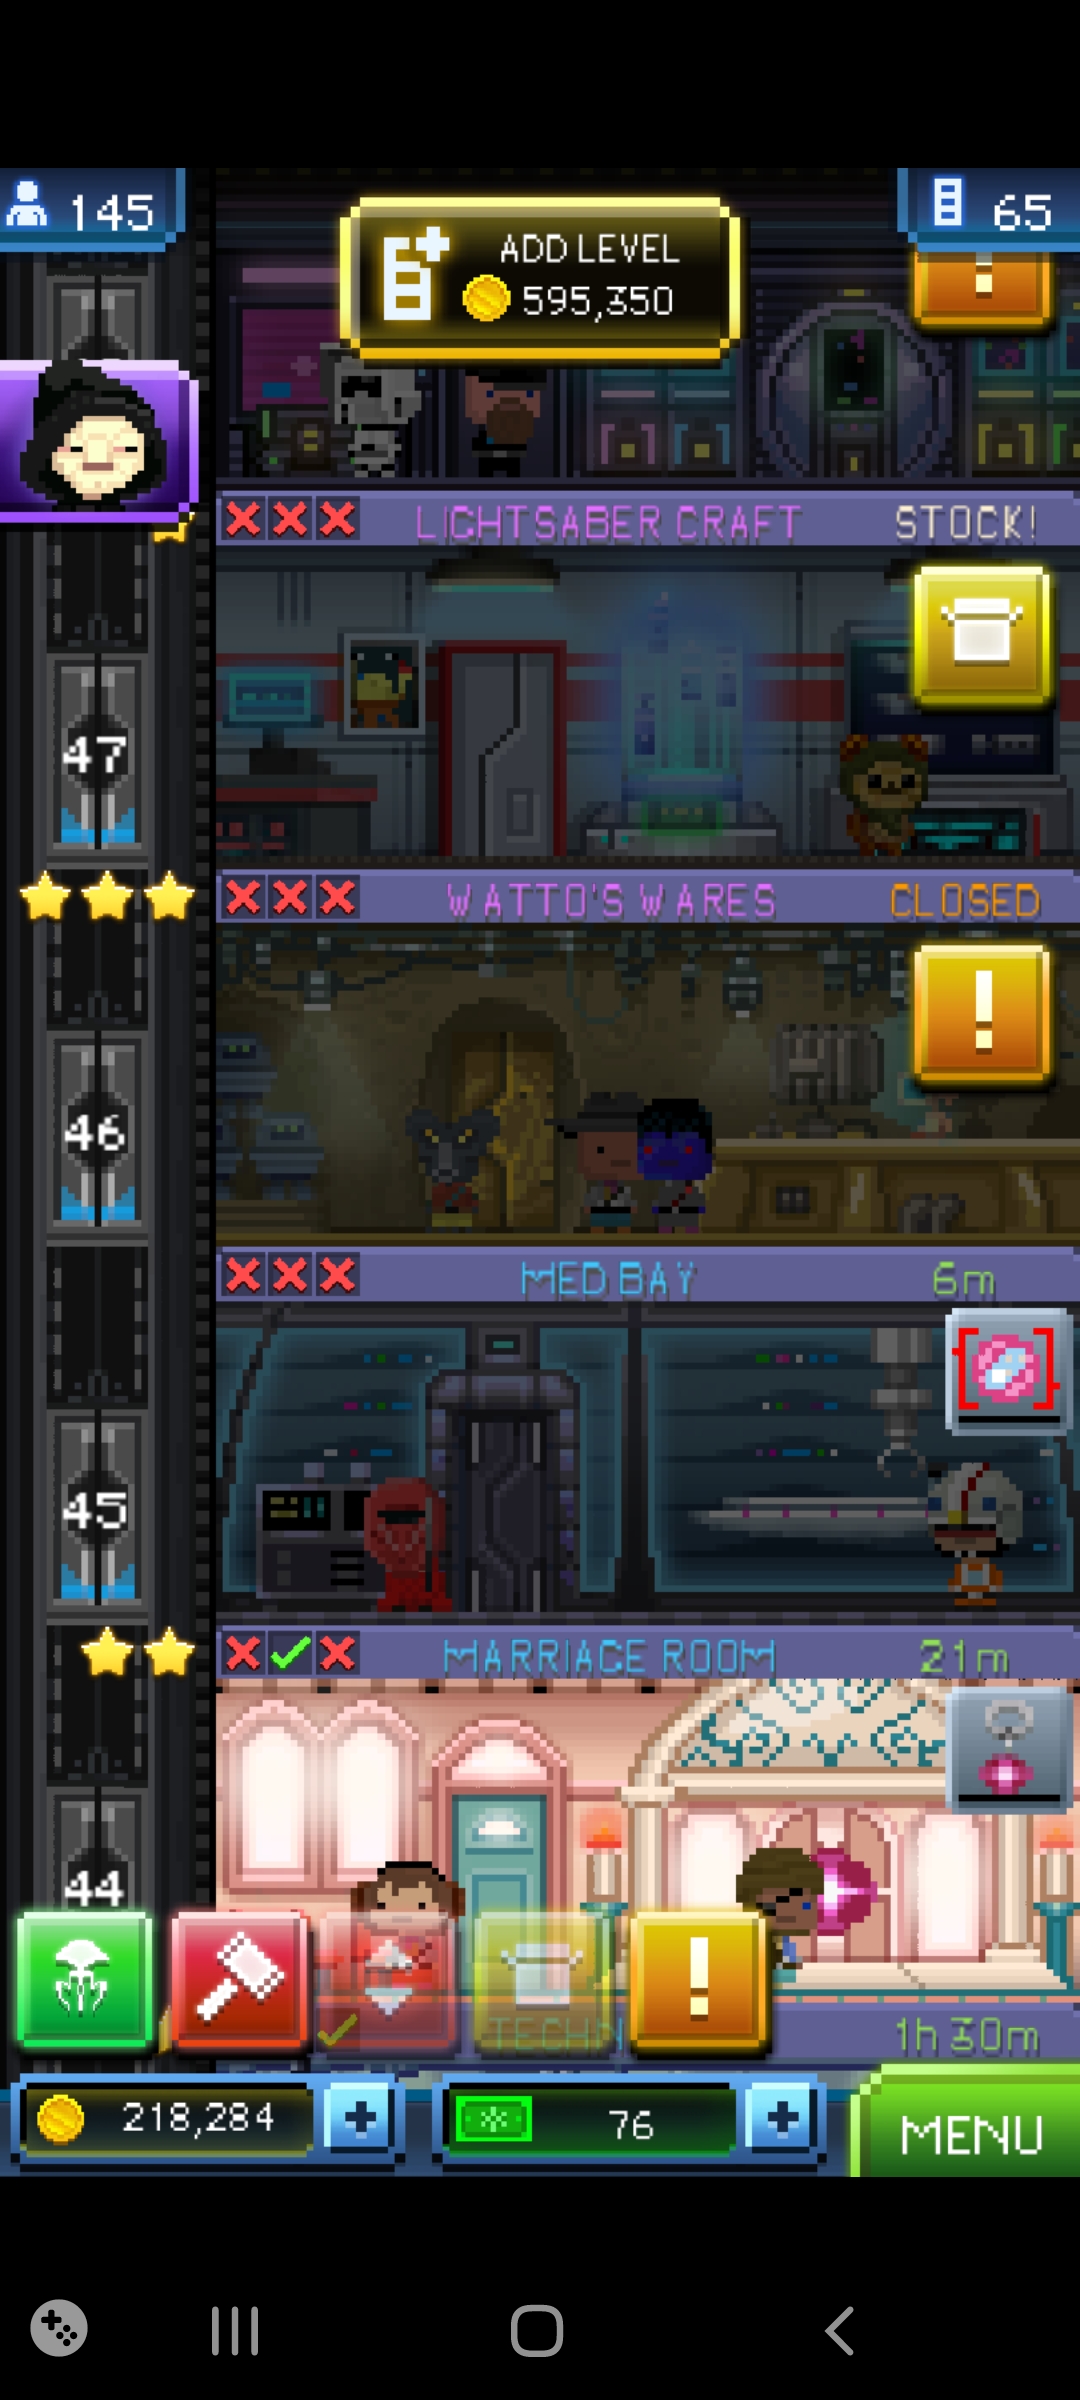 145
65
ADD LEVEL
595,350
LIGHTSABER CRAFT STOCK!
47
WATTO'S WARES CLOSED
46
MED BAY 6m
45
MARRIAGE ROOM 21m
44
TECHN 1h 30m
218,284
76
MENU